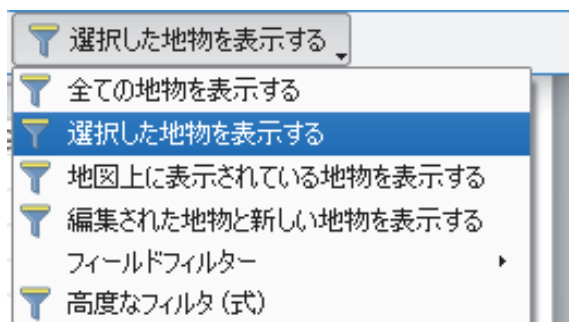 選択した地物を表示する
全ての地物を表示する
選択した地物を表示する
地図上に表示されている地物を表示する
編集された地物と新しい地物を表示する
フィールドフィルター
高度なフィルタ (式)